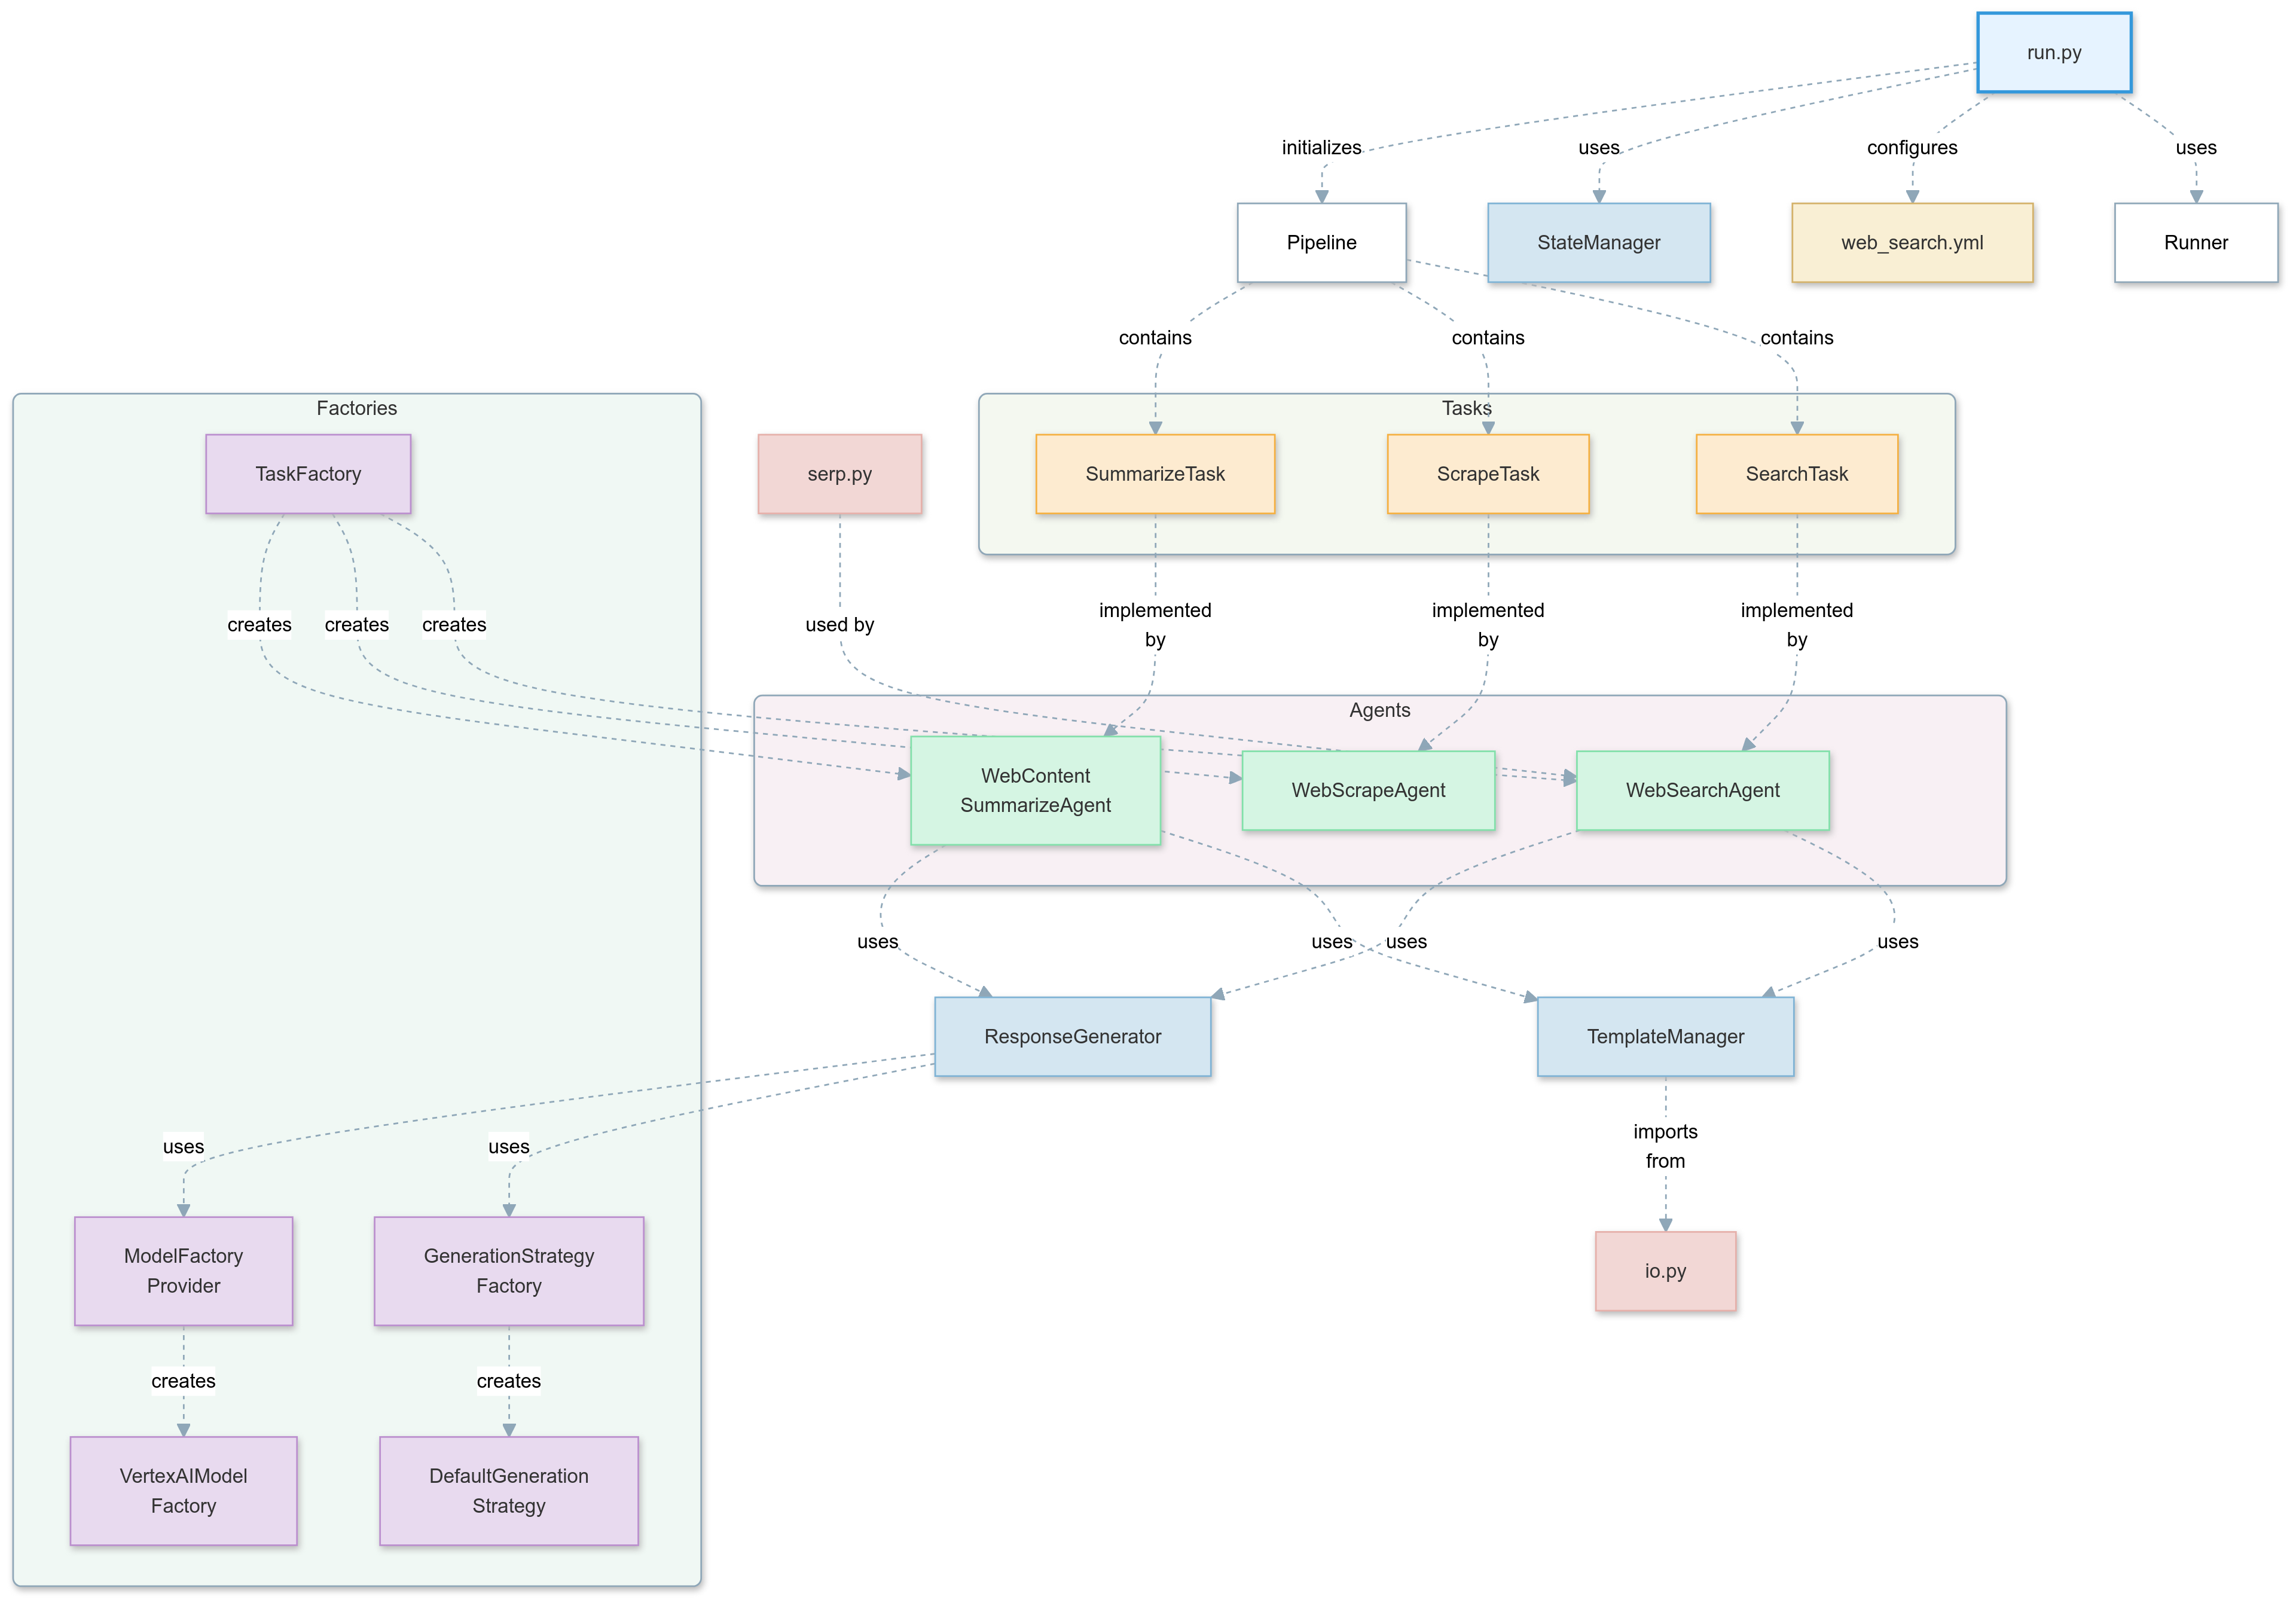 run.py
initializes
uses
configures
uses
Pipeline
StateManager
web_search.yml
Runner
contains
contains
contains
Factories
Tasks
TaskFactory
serp.py
SummarizeTask
ScrapeTask
SearchTask
creates
creates
creates
used by
implemented
by
implemented
by
implemented
by
Agents
WebContent
SummarizeAgent
WebScrapeAgent
WebSearchAgent
uses
uses
uses
uses
ResponseGenerator
TemplateManager
uses
uses
imports
from
ModelFactory
Provider
GenerationStrategy
Factory
io.py
creates
creates
VertexAIModel
Factory
DefaultGeneration
Strategy